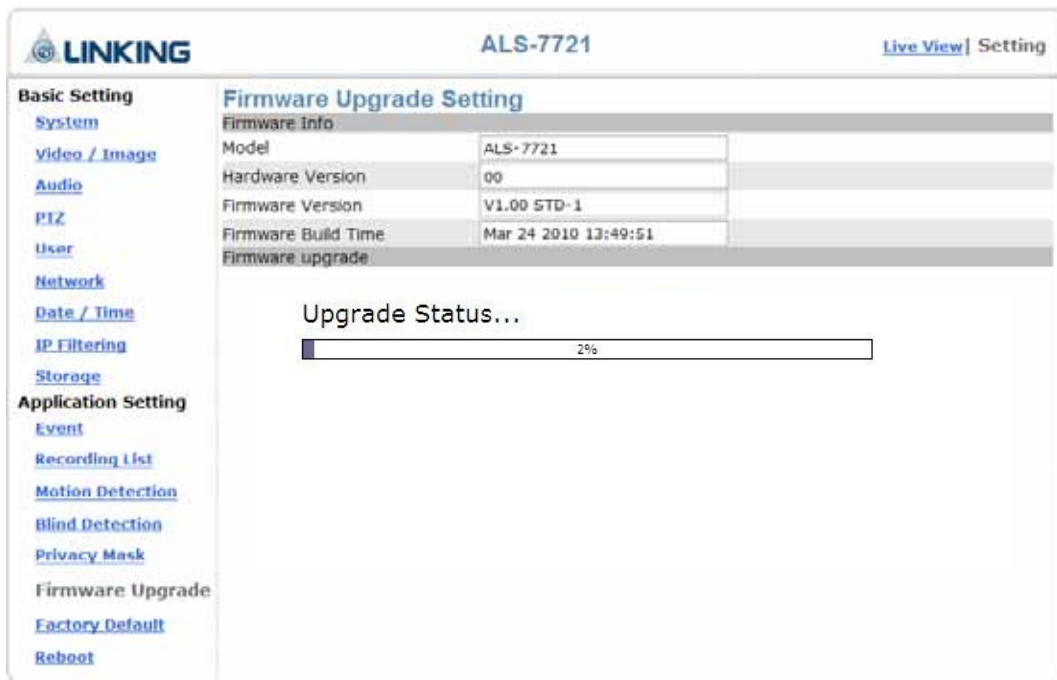 LINKING
ALS-7721
Live View| Setting
Basic Setting
System
Video / Image
Audio
PTZ
User
Network
Date / Time
IP Filtering
Storage
Application Setting
Event
Recording List
Motion Detection
Blind Detection
Privacy Mask
Firmware Upgrade
Factory Default
Reboot
Firmware Upgrade Setting
Firmware Info
Model ALS-7721
Hardware Version 00
Firmware Version V1.00 STD-1
Firmware Build Time Mar 24 2010 13:49:51
Firmware upgrade
Upgrade Status...
2%